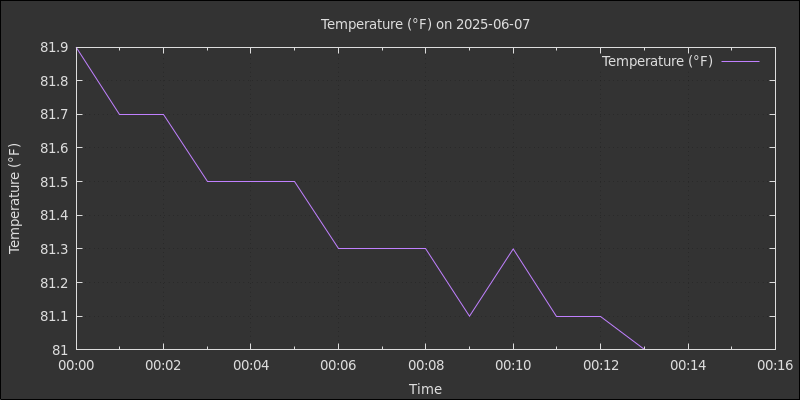 Temperature (°F) on 2025-06-07
Temperature (°F)
81.9
81.8
81.7
81.6
81.5
81.4
81.3
81.2
81.1
81
Temperature (°F)
00:00 00:02 00:04 00:06 00:08 00:10 00:12 00:14 00:16
Time